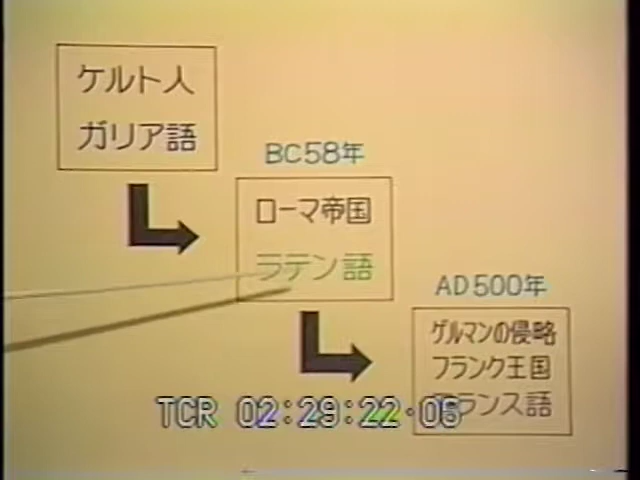 ケルト人
ガリア語
BC58年
ローマ帝国
ラテン語
AD500年
ゲルマンの侵略
フランク王国
フランス語
TCR 02:29:22・06